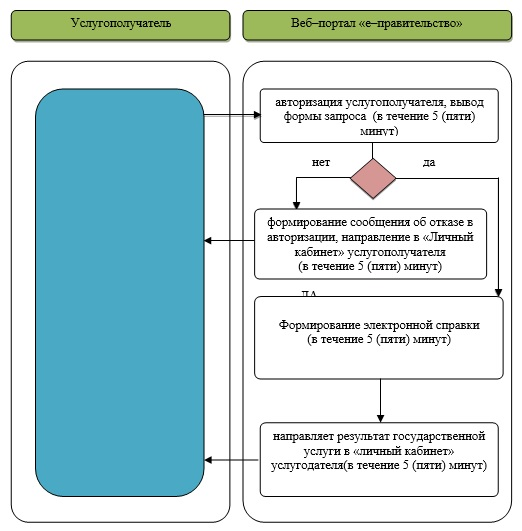 Услугополучатель
Веб–портал «е–правительство»
авторизация услугополучателя, вывод
формы запроса (в течение 5 (пяти)
минут)
нет
да
формирование сообщения об отказе в
авторизации, направление в «Личный
кабинет» услугополучателя
(в течение 5 (пяти) минут)
ДА
Формирование электронной справки
(в течение 5 (пяти) минут)
направляет результат государственной
услуги в «личный кабинет»
услугодателя(в течение 5 (пяти) минут)